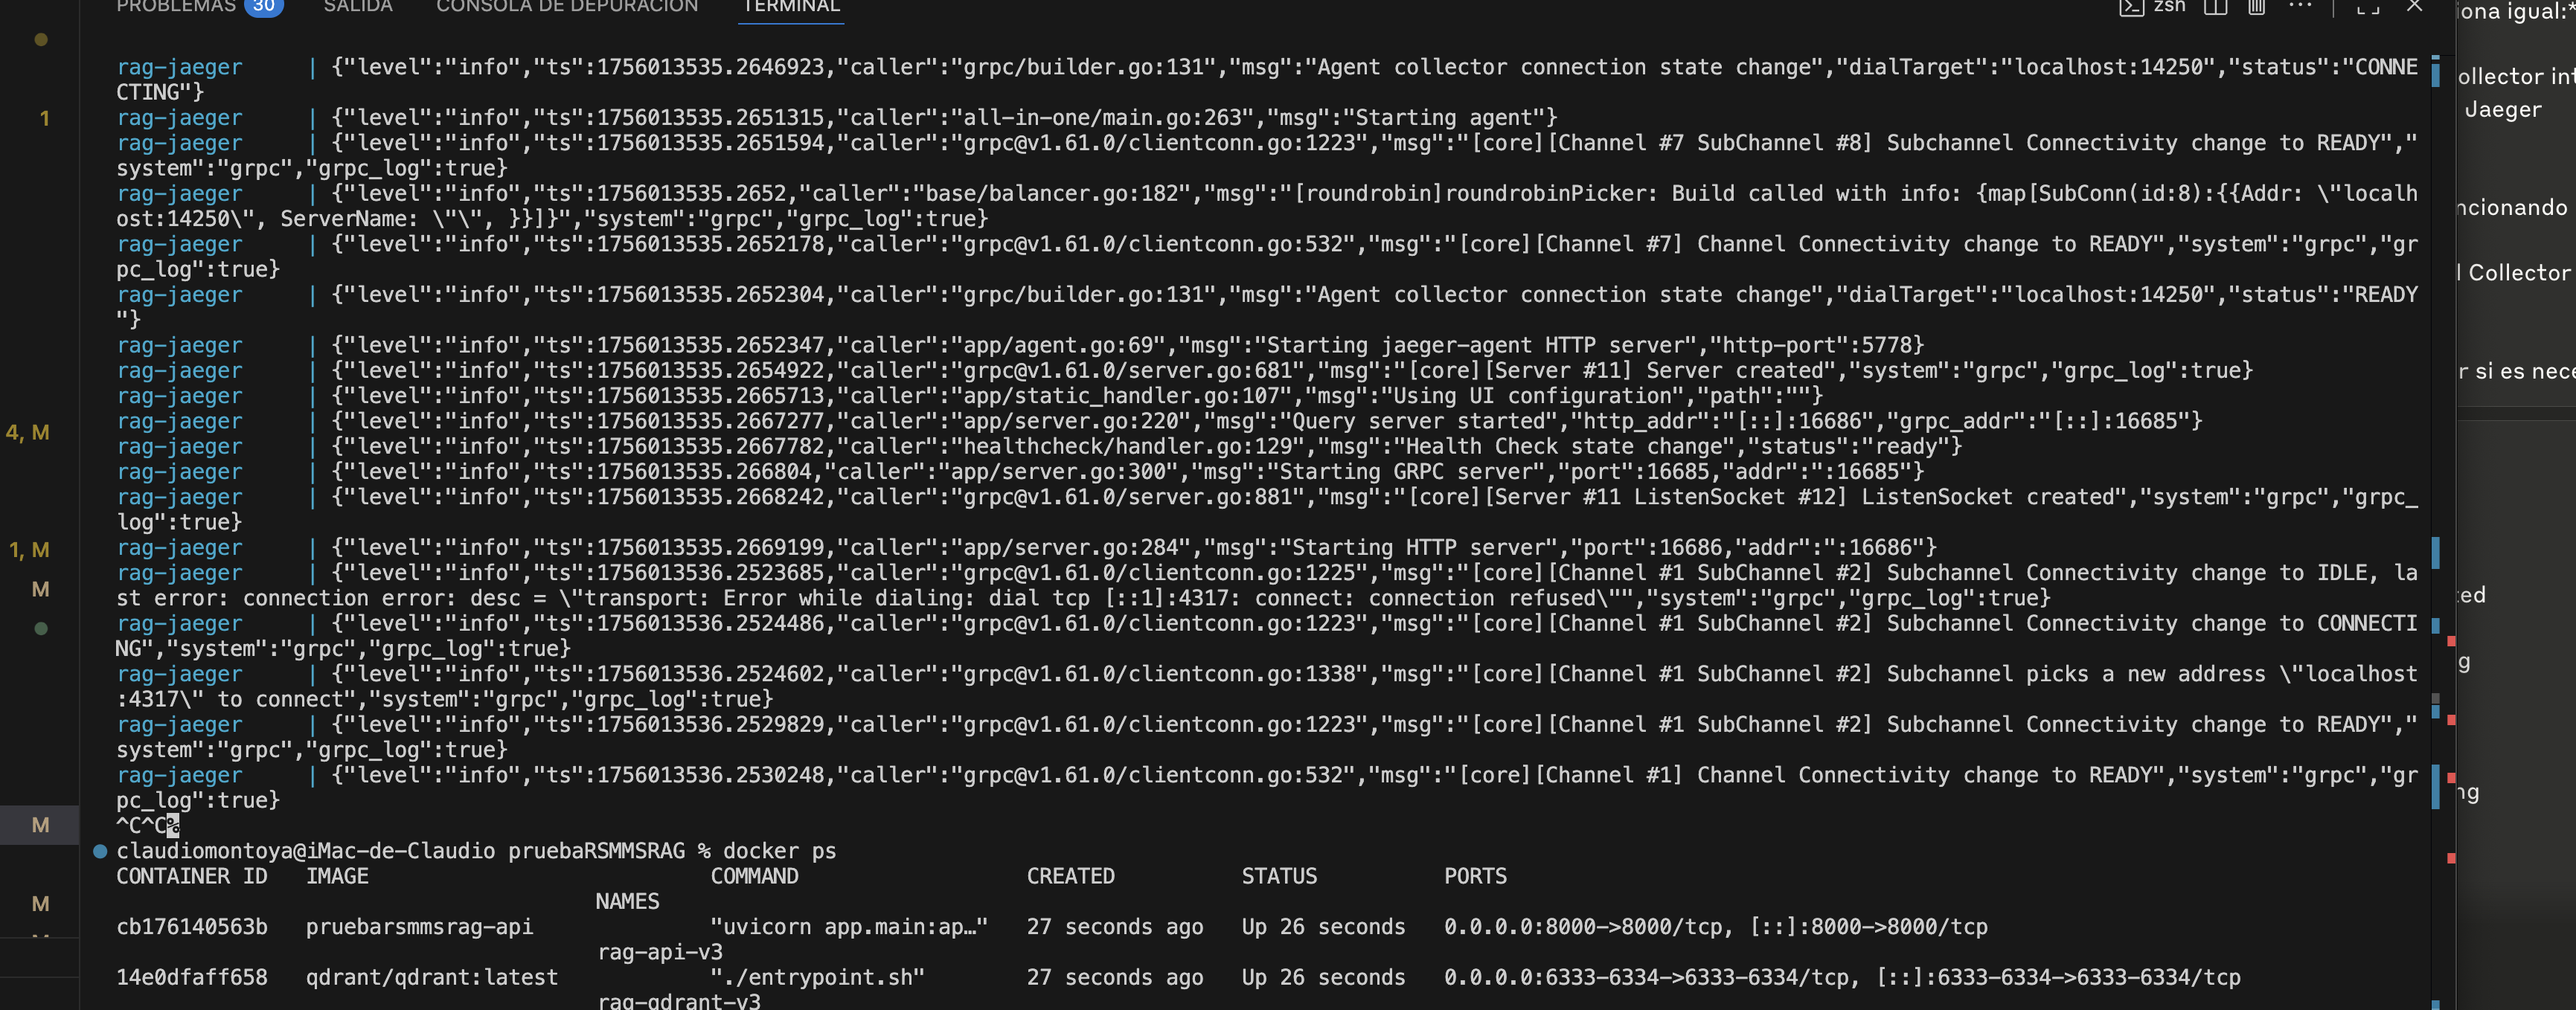 PROBLEMAS 30 SALIDA CONSOLA DE DEPURACIÓN TERMINAL zsh
iona igual:*
rag-jaeger | {"level":"info","ts":1756013535.2646923,"caller":"grpc/builder.go:131","msg":"Agent collector connection state change","dialTarget":"localhost:14250","status":"CONNE
ollector int
CTING"}
1 rag-jaeger | {"level":"info","ts":1756013535.2651315,"caller":"all-in-one/main.go:263","msg":"Starting agent"}
Jaeger
rag-jaeger | {"level":"info","ts":1756013535.2651594,"caller":"grpc@v1.61.0/clientconn.go:1223","msg":"[core][Channel #7 SubChannel #8] Subchannel Connectivity change to READY","
system":"grpc","grpc_log":true}
rag-jaeger | {"level":"info","ts":1756013535.2652,"caller":"base/balancer.go:182","msg":"[roundrobin]roundrobinPicker: Build called with info: {map[SubConn(id:8):{{Addr: \"localh
ncionando
ost:14250\", ServerName: \"\", }}]}","system":"grpc","grpc_log":true}
rag-jaeger | {"level":"info","ts":1756013535.2652178,"caller":"grpc@v1.61.0/clientconn.go:532","msg":"[core][Channel #7] Channel Connectivity change to READY","system":"grpc","gr
pc_log":true}
l Collector
rag-jaeger | {"level":"info","ts":1756013535.2652304,"caller":"grpc/builder.go:131","msg":"Agent collector connection state change","dialTarget":"localhost:14250","status":"READY
"}
rag-jaeger | {"level":"info","ts":1756013535.2652347,"caller":"app/agent.go:69","msg":"Starting jaeger-agent HTTP server","http-port":5778}
rag-jaeger | {"level":"info","ts":1756013535.2654922,"caller":"grpc@v1.61.0/server.go:681","msg":"[core][Server #11] Server created","system":"grpc","grpc_log":true}
r si es nece
rag-jaeger | {"level":"info","ts":1756013535.2665713,"caller":"app/static_handler.go:107","msg":"Using UI configuration","path":""}
4, M rag-jaeger | {"level":"info","ts":1756013535.2667277,"caller":"app/server.go:220","msg":"Query server started","http_addr":"[::]:16686","grpc_addr":"[::]:16685"}
rag-jaeger | {"level":"info","ts":1756013535.2667782,"caller":"healthcheck/handler.go:129","msg":"Health Check state change","status":"ready"}
rag-jaeger | {"level":"info","ts":1756013535.266804,"caller":"app/server.go:300","msg":"Starting GRPC server","port":16685,"addr":":16685"}
rag-jaeger | {"level":"info","ts":1756013535.2668242,"caller":"grpc@v1.61.0/server.go:881","msg":"[core][Server #11 ListenSocket #12] ListenSocket created","system":"grpc","grpc_
log":true}
1, M rag-jaeger | {"level":"info","ts":1756013535.2669199,"caller":"app/server.go:284","msg":"Starting HTTP server","port":16686,"addr":":16686"}
rag-jaeger | {"level":"info","ts":1756013536.2523685,"caller":"grpc@v1.61.0/clientconn.go:1225","msg":"[core][Channel #1 SubChannel #2] Subchannel Connectivity change to IDLE, la
M st error: connection error: desc = \"transport: Error while dialing: dial tcp [::1]:4317: connect: connection refused\"","system":"grpc","grpc_log":true}
ted
rag-jaeger | {"level":"info","ts":1756013536.2524486,"caller":"grpc@v1.61.0/clientconn.go:1223","msg":"[core][Channel #1 SubChannel #2] Subchannel Connectivity change to CONNECTI
NG","system":"grpc","grpc_log":true}
g
rag-jaeger | {"level":"info","ts":1756013536.2524602,"caller":"grpc@v1.61.0/clientconn.go:1338","msg":"[core][Channel #1 SubChannel #2] Subchannel picks a new address \"localhost
:4317\" to connect","system":"grpc","grpc_log":true}
rag-jaeger | {"level":"info","ts":1756013536.2529829,"caller":"grpc@v1.61.0/clientconn.go:1223","msg":"[core][Channel #1 SubChannel #2] Subchannel Connectivity change to READY","
system":"grpc","grpc_log":true}
rag-jaeger | {"level":"info","ts":1756013536.2530248,"caller":"grpc@v1.61.0/clientconn.go:532","msg":"[core][Channel #1] Channel Connectivity change to READY","system":"grpc","gr
ng
pc_log":true}
M ^C^C%
claudiomontoya@iMac-de-Claudio pruebaRSMMSRAG % docker ps
CONTAINER ID IMAGE COMMAND CREATED STATUS PORTS
M NAMES
cb176140563b pruebarsmmsrag-api "uvicorn app.main:ap…" 27 seconds ago Up 26 seconds 0.0.0.0:8000->8000/tcp, [::]:8000->8000/tcp
rag-api-v3
14e0dfaff658 qdrant/qdrant:latest "./entrypoint.sh" 27 seconds ago Up 26 seconds 0.0.0.0:6333-6334->6333-6334/tcp, [::]:6333-6334->6333-6334/tcp
rag-qdrant-v3